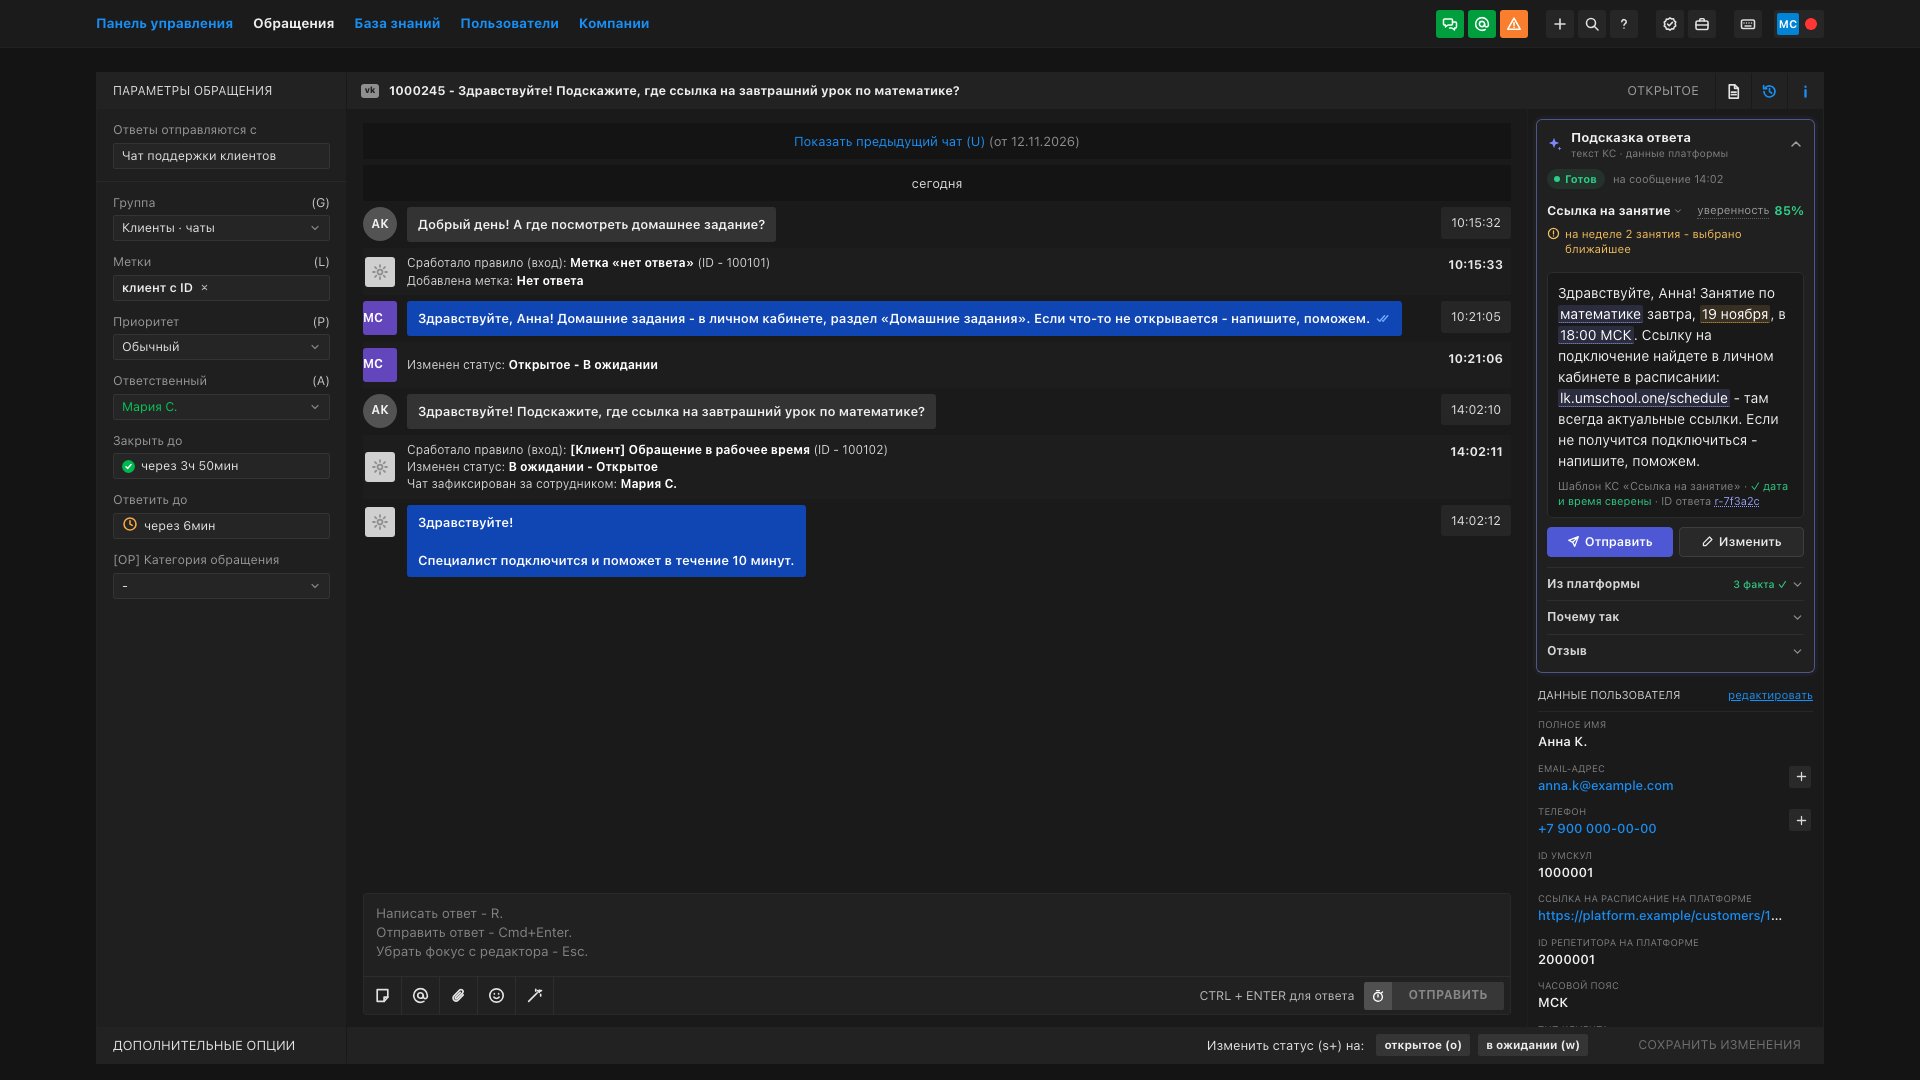 Панель управления
Обращения
База знаний
Пользователи
Компании
?
МС
ПАРАМЕТРЫ ОБРАЩЕНИЯ
Ответы отправляются с
Чат поддержки клиентов
Группа (G)
Клиенты · чаты
Метки (L)
клиент с ID ×
Приоритет (P)
Обычный
Ответственный (A)
Мария С.
Закрыть до
через 3ч 50мин
Ответить до
через 6мин
[ОР] Категория обращения
-
ДОПОЛНИТЕЛЬНЫЕ ОПЦИИ
vk 1000245 - Здравствуйте! Подскажите, где ссылка на завтрашний урок по математике?
ОТКРЫТОЕ
Показать предыдущий чат (U) (от 12.11.2026)
сегодня
АК Добрый день! А где посмотреть домашнее задание? 10:15:32
Сработало правило (вход): Метка «нет ответа» (ID - 100101) 10:15:33
Добавлена метка: Нет ответа
МС Здравствуйте, Анна! Домашние задания - в личном кабинете, раздел «Домашние задания». Если что-то не открывается - напишите, поможем. 10:21:05
МС Изменен статус: Открытое - В ожидании 10:21:06
АК Здравствуйте! Подскажите, где ссылка на завтрашний урок по математике? 14:02:10
Сработало правило (вход): [Клиент] Обращение в рабочее время (ID - 100102) 14:02:11
Изменен статус: В ожидании - Открытое
Чат зафиксирован за сотрудником: Мария С.
Здравствуйте! 14:02:12
Специалист подключится и поможет в течение 10 минут.
Написать ответ - R.
Отправить ответ - Cmd+Enter.
Убрать фокус с редактора - Esc.
CTRL + ENTER для ответа
ОТПРАВИТЬ
Изменить статус (s+) на: открытое (o) в ожидании (w)
СОХРАНИТЬ ИЗМЕНЕНИЯ
Подсказка ответа
текст КС · данные платформы
Готов на сообщение 14:02
Ссылка на занятие уверенность 85%
на неделе 2 занятия - выбрано
ближайшее
Здравствуйте, Анна! Занятие по
математике завтра, 19 ноября, в
18:00 МСК. Ссылку на
подключение найдете в личном
кабинете в расписании:
lk.umschool.one/schedule - там
всегда актуальные ссылки. Если
не получится подключиться -
напишите, поможем.
Шаблон КС «Ссылка на занятие» · ✓ дата
и время сверены · ID ответа r-7f3a2c
Отправить
Изменить
Из платформы 3 факта ✓
Почему так
Отзыв
ДАННЫЕ ПОЛЬЗОВАТЕЛЯ редактировать
ПОЛНОЕ ИМЯ
Анна К.
EMAIL-АДРЕС
anna.k@example.com
ТЕЛЕФОН
+7 900 000-00-00
ID УМСКУЛ
1000001
ССЫЛКА НА РАСПИСАНИЕ НА ПЛАТФОРМЕ
https://platform.example/customers/1...
ID РЕПЕТИТОРА НА ПЛАТФОРМЕ
2000001
ЧАСОВОЙ ПОЯС
МСК